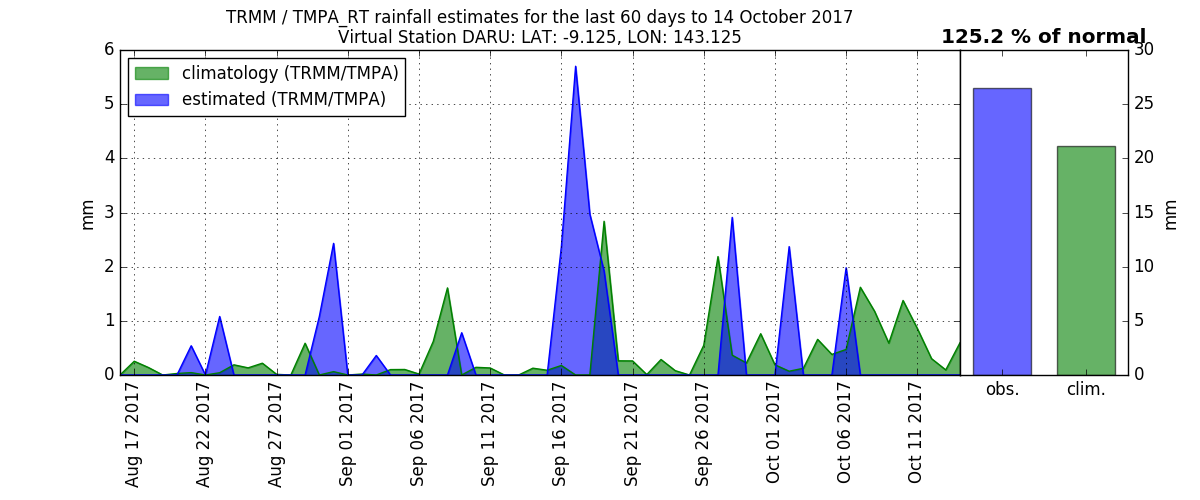 TRMM / TMPA_RT rainfall estimates for the last 60 days to 14 October 2017
Virtual Station DARU: LAT: -9.125, LON: 143.125
125.2 % of normal
climatology (TRMM/TMPA)
estimated (TRMM/TMPA)
6
5
4
3
2
1
0
mm
30
25
20
15
10
5
0
mm
Aug 17 2017
Aug 22 2017
Aug 27 2017
Sep 01 2017
Sep 06 2017
Sep 11 2017
Sep 16 2017
Sep 21 2017
Sep 26 2017
Oct 01 2017
Oct 06 2017
Oct 11 2017
obs.
clim.